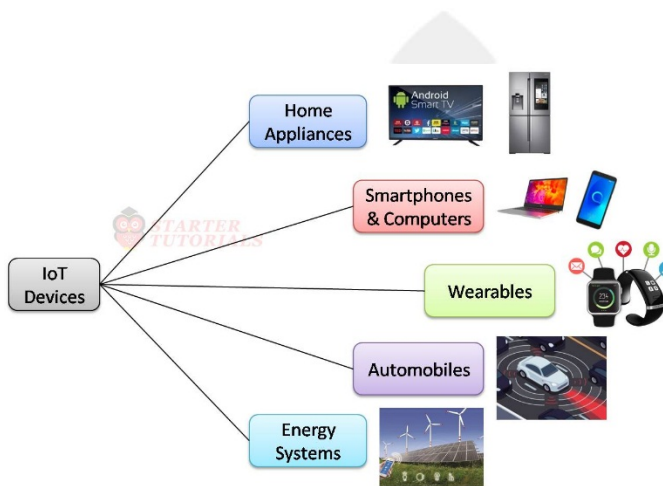 Home
Appliances
Android
Smart TV
Smartphones
& Computers
STARTER
TUTORIALS
IoT
Devices
Wearables
Automobiles
Energy
Systems